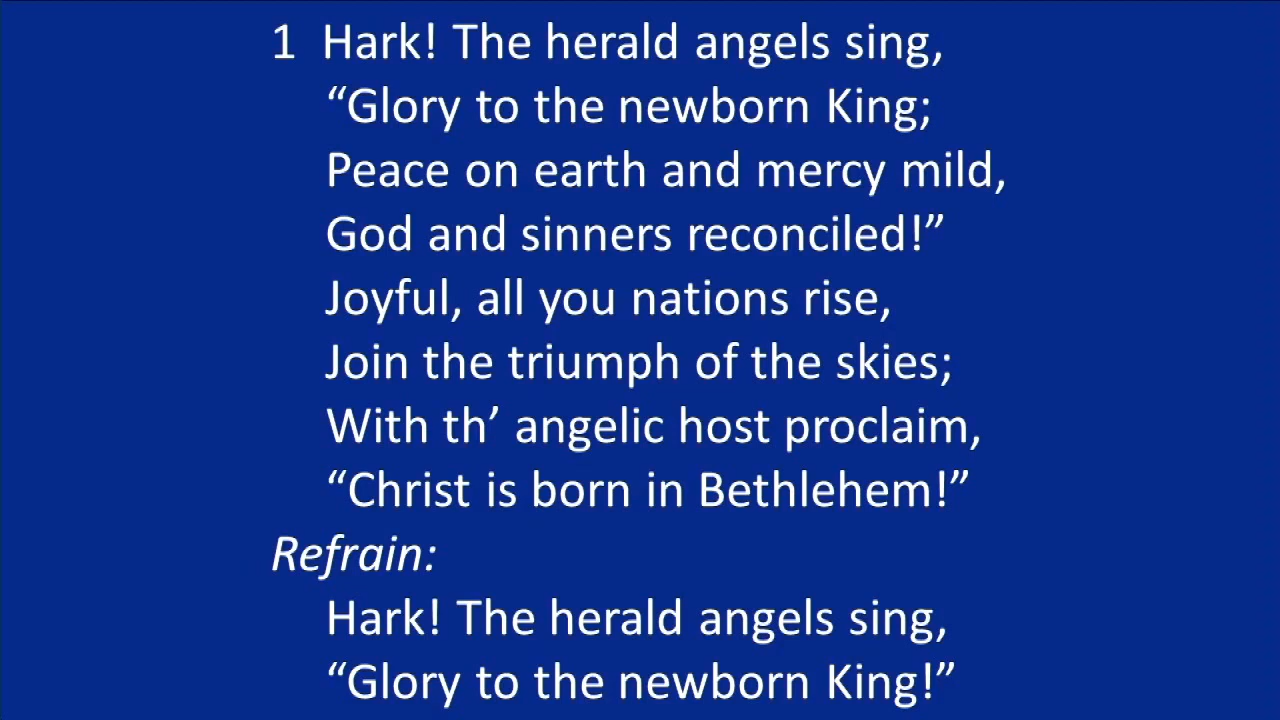 1 Hark! The herald angels sing,
“Glory to the newborn King;
Peace on earth and mercy mild,
God and sinners reconciled!”
Joyful, all you nations rise,
Join the triumph of the skies;
With th’ angelic host proclaim,
“Christ is born in Bethlehem!”
Refrain:
Hark! The herald angels sing,
“Glory to the newborn King!”